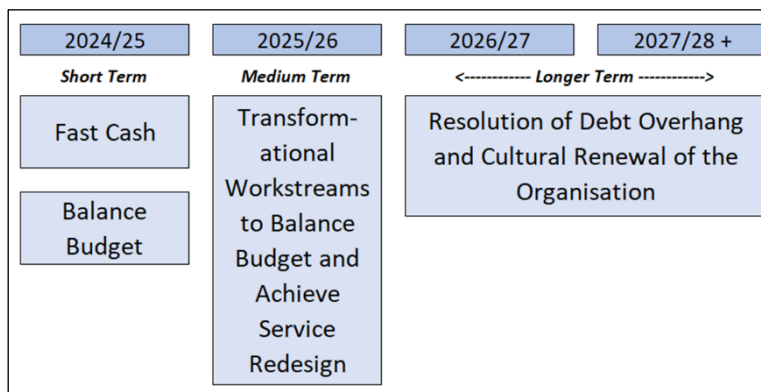 2024/25
2025/26
2026/27
2027/28 +
Short Term
Medium Term
<------------ Longer Term ------------>
Fast Cash
Balance
Budget
Transform-
ational
Workstreams
to Balance
Budget and
Achieve
Service
Redesign
Resolution of Debt Overhang
and Cultural Renewal of the
Organisation